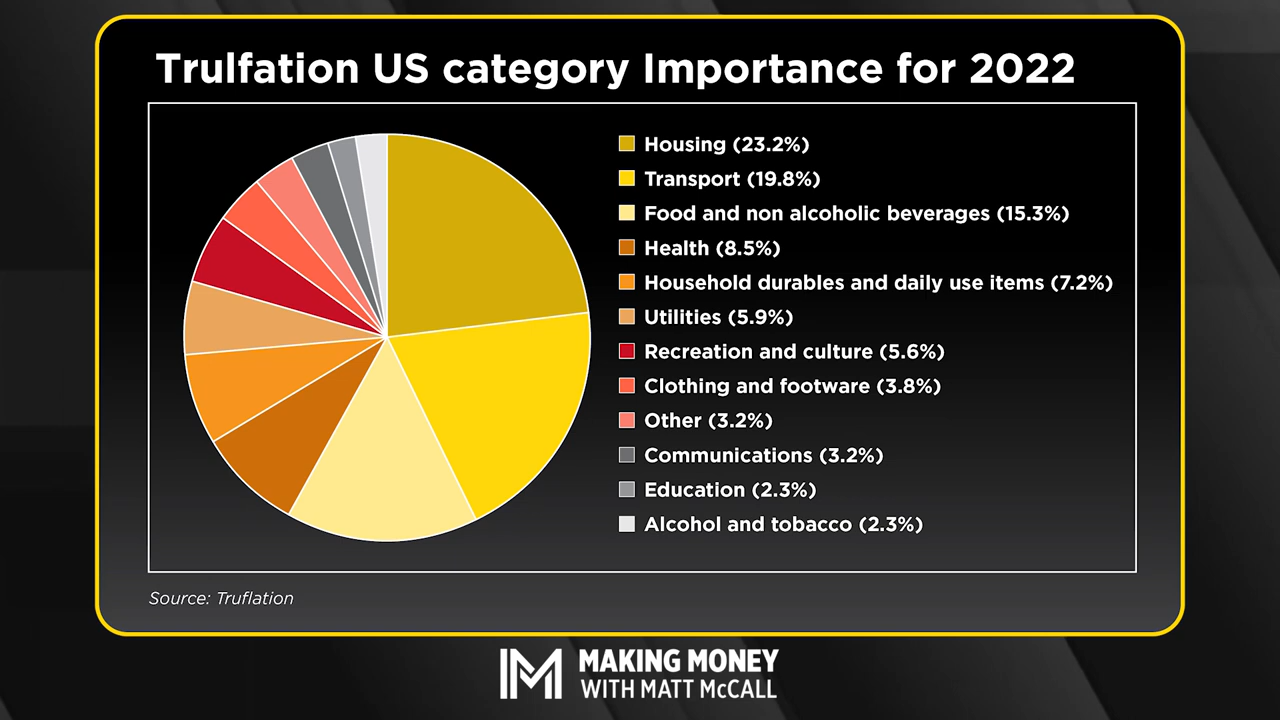 Trulfation US category Importance for 2022
Housing (23.2%)
Transport (19.8%)
Food and non alcoholic beverages (15.3%)
Health (8.5%)
Household durables and daily use items (7.2%)
Utilities (5.9%)
Recreation and culture (5.6%)
Clothing and footware (3.8%)
Other (3.2%)
Communications (3.2%)
Education (2.3%)
Alcohol and tobacco (2.3%)
Source: Truflation
MAKING MONEY
WITH MATT McCALL